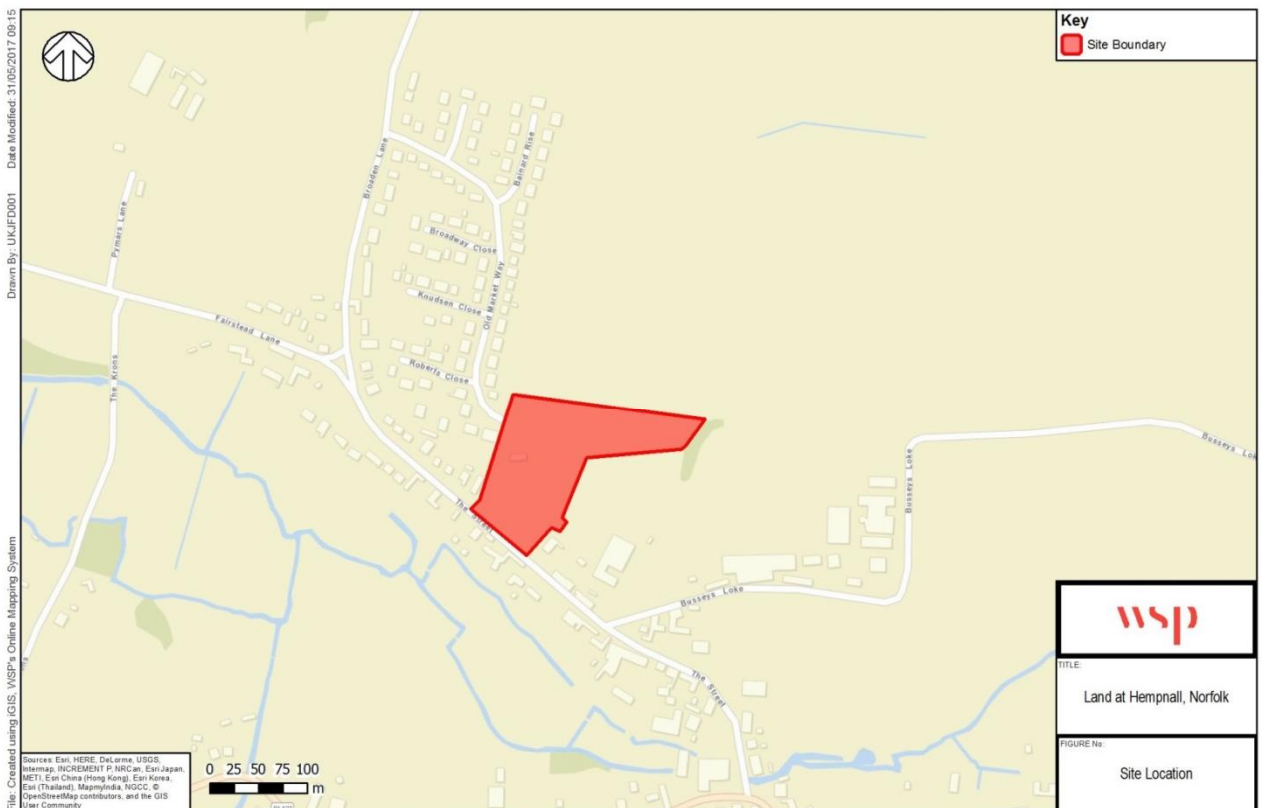 File: Created using iGIS, WSP's Online Mapping System
Drawn By: UKJFD001
Date Modified: 31/05/2017 09:15
Key
Site Boundary
Broaden Lane
Bainard Rise
Pymars Lane
Broadway Close
Old Market Way
Koudsen Close
Fairstead Lane
Roberts Close
The Krons
The Street
Busseys Loke
Busseys Lok
Busseys Loke
The Street
wsp
TITLE:
Land at Hempnall, Norfolk
FIGURE No:
Site Location
Sources: Esri, HERE, DeLorme, USGS,
Intermap, INCREMENT P, NRCan, Esri Japan,
METI, Esri China (Hong Kong), Esri Korea,
Esri (Thailand), MapmyIndia, NGCC, ©
OpenStreetMap contributors, and the GIS
User Community
0 25 50 75 100
m